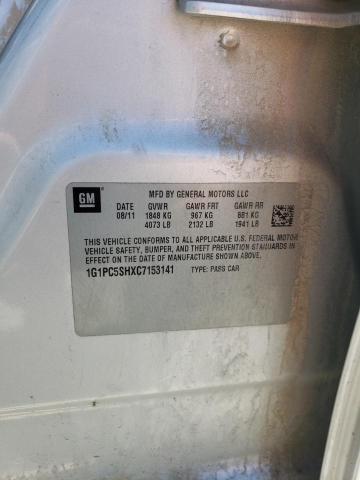 GM
MFD BY GENERAL MOTORS LLC
DATE GVWR GAWR FRT GAWR RR
08/11 1848 KG 967 KG 881 KG
4073 LB 2132 LB 1941 LB
THIS VEHICLE CONFORMS TO ALL APPLICABLE U.S. FEDERAL MOTOR
VEHICLE SAFETY, BUMPER, AND THEFT PREVENTION STANDARDS IN
EFFECT ON THE DATE OF MANUFACTURE SHOWN ABOVE.
1G1PC5SHXC7153141 TYPE: PASS CAR